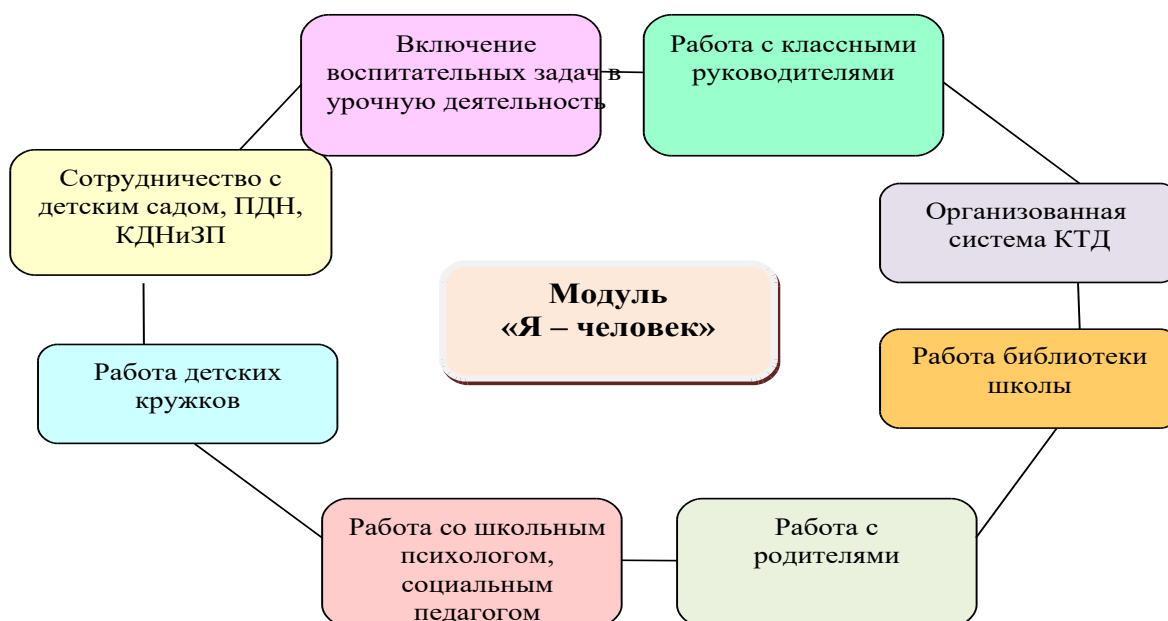 Включение
воспитательных задач в
урочную деятельность
Работа с классными
руководителями
Сотрудничество с
детским садом, ПДН,
КДНиЗП
Организованная
система КТД
Модуль
«Я – человек»
Работа детских
кружков
Работа библиотеки
школы
Работа со школьным
психологом,
социальным
педагогом
Работа с
родителями